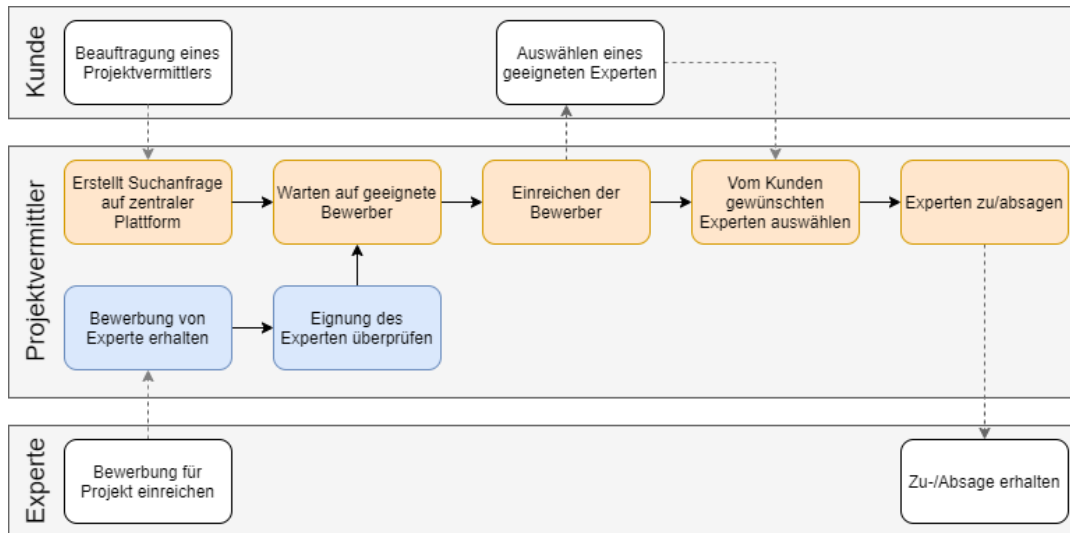 Kunde
Beauftragung eines
Projektvermittlers
Auswählen eines
geeigneten Experten
Projektvermittler
Erstellt Suchanfrage
auf zentraler
Plattform
Warten auf geeignete
Bewerber
Einreichen der
Bewerber
Vom Kunden
gewünschten
Experten auswählen
Experten zu/absagen
Bewerbung von
Experte erhalten
Eignung des
Experten überprüfen
Experte
Bewerbung für
Projekt einreichen
Zu-/Absage erhalten